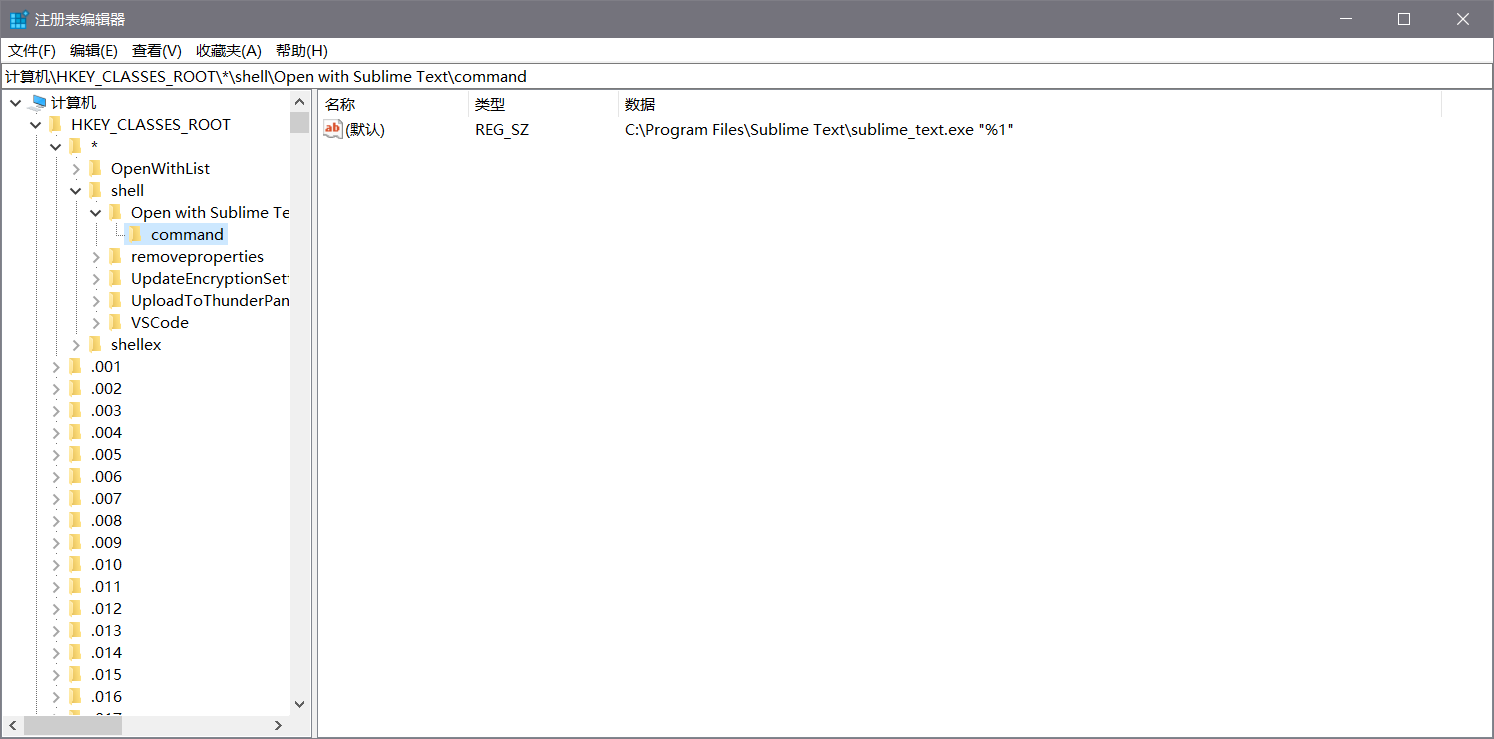 注册表编辑器
文件(F) 编辑(E) 查看(V) 收藏夹(A) 帮助(H)
计算机\HKEY_CLASSES_ROOT\*\shell\Open with Sublime Text\command
计算机
HKEY_CLASSES_ROOT
*
OpenWithList
shell
Open with Sublime Te
command
removeproperties
UpdateEncryptionSett
UploadToThunderPan
VSCode
shellex
.001
.002
.003
.004
.005
.006
.007
.008
.009
.010
.011
.012
.013
.014
.015
.016
名称 类型 数据
ab (默认) REG_SZ C:\Program Files\Sublime Text\sublime_text.exe "%1"